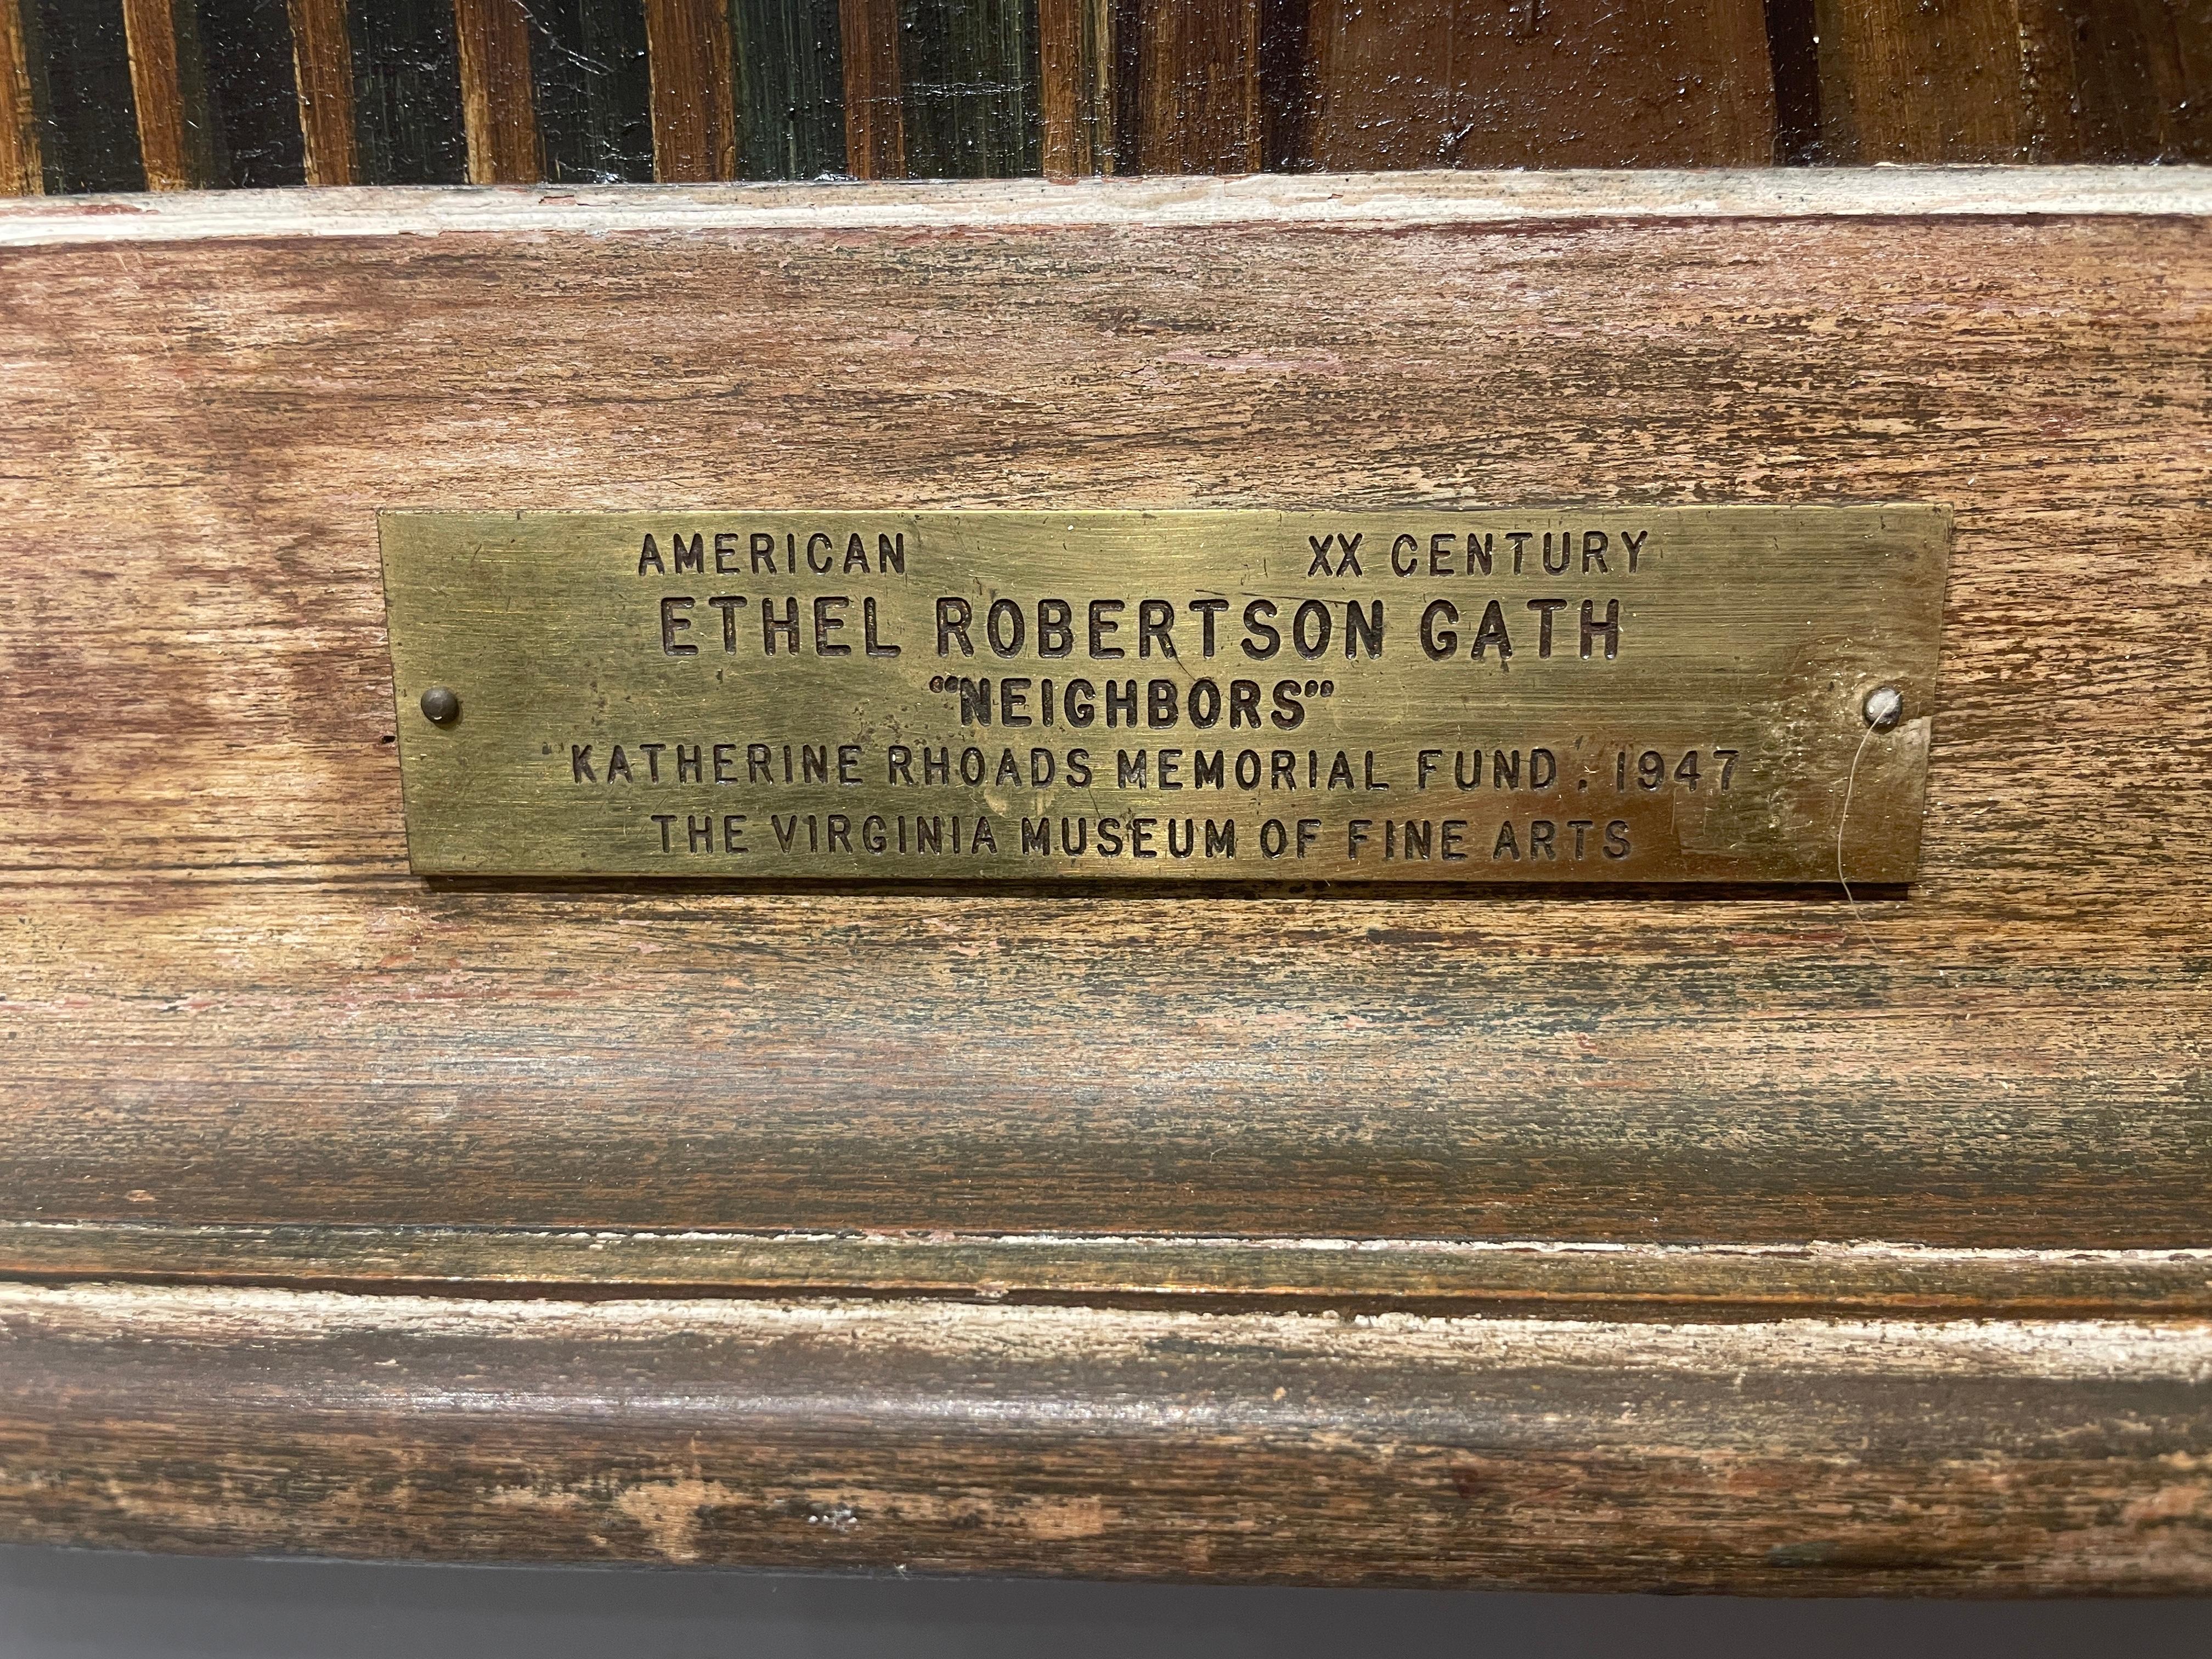 AMERICAN XX CENTURY
ETHEL ROBERTSON GATH
"NEIGHBORS"
KATHERINE RHOADS MEMORIAL FUND. 1947
THE VIRGINIA MUSEUM OF FINE ARTS